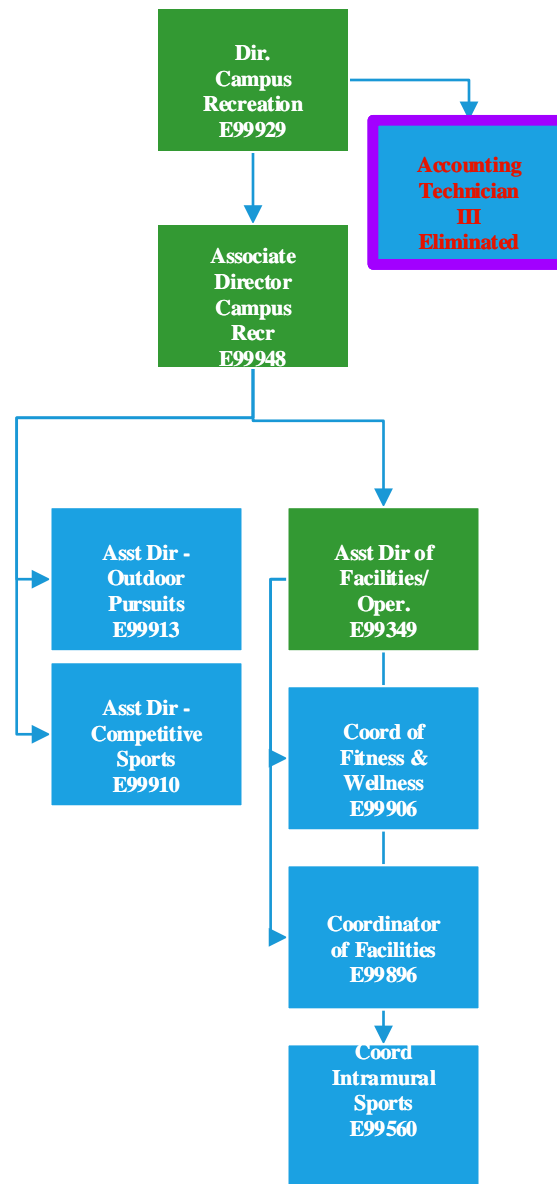 Dir.
Campus
Recreation
E99929
Accounting
Technician
III
Eliminated
Associate
Director
Campus
Recr
E99948
Asst Dir -
Outdoor
Pursuits
E99913
Asst Dir of
Facilities/
Oper.
E99349
Asst Dir -
Competitive
Sports
E99910
Coord of
Fitness &
Wellness
E99906
Coordinator
of Facilities
E99896
Coord
Intramural
Sports
E99560